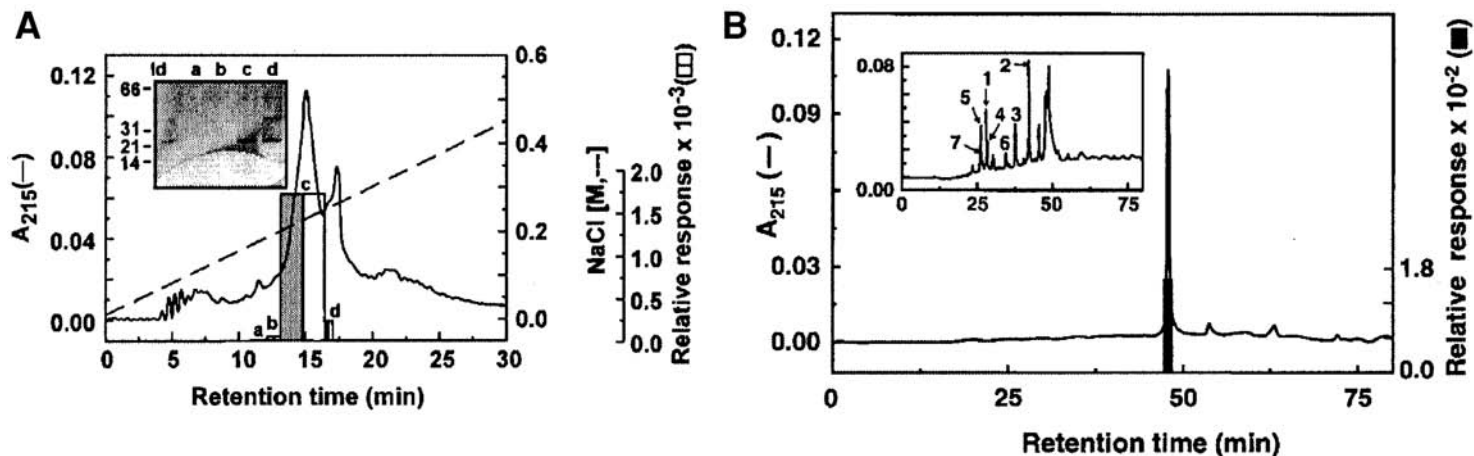 A
ld a b c d
66
31
21
14
0.12
0.08
0.04
0.00
A215(—)
0 5 10 15 20 25 30
Retention time (min)
c
a
b
d
0.6
0.4
0.2
0.0
NaCl [M,---]
2.0
1.5
1.0
0.5
0.0
Relative response x 10-3(□□)
B
0.12
0.09
0.06
0.03
0.00
A215 (—)
0.08
0.00
0 25 50 75
2
1
5
4 3
7
6
0 25 50 75
Retention time (min)
1.8
0.0
Relative response x 10-2 (■)